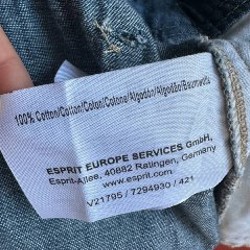 100% Cotton/Cotton/Coton/Cotone/Algodón/Algodão/Baumwolle
ESPRIT EUROPE SERVICES GmbH,
Esprit-Allee, 40882 Ratingen, Germany
www.esprit.com
V21795 / 7294930 / 421